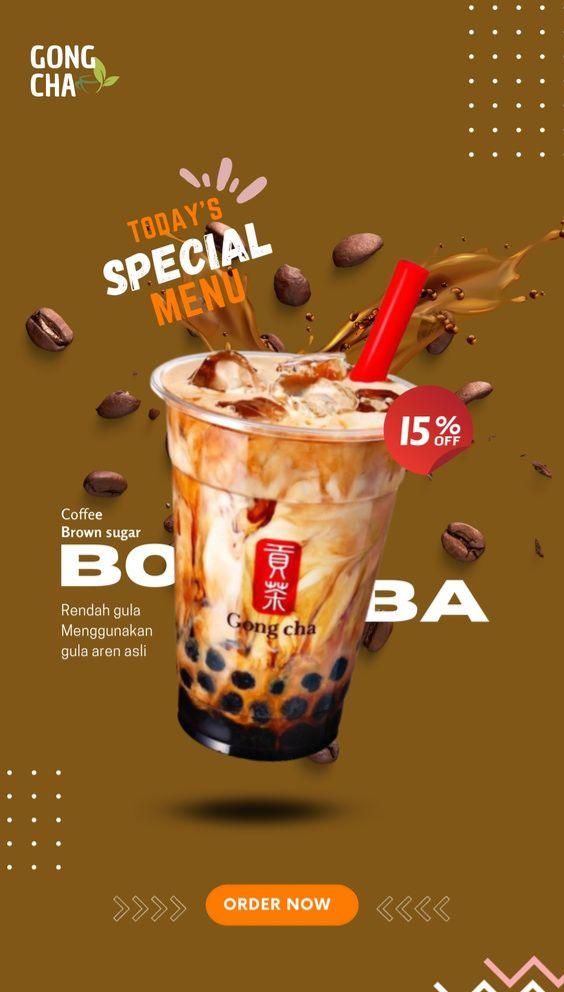 GONG
CHA
TODAY'S
SPECIAL
MENU
15% OFF
Coffee
Brown sugar
BO BA
貢茶
Gong cha
Rendah gula
Menggunakan
gula aren asli
ORDER NOW